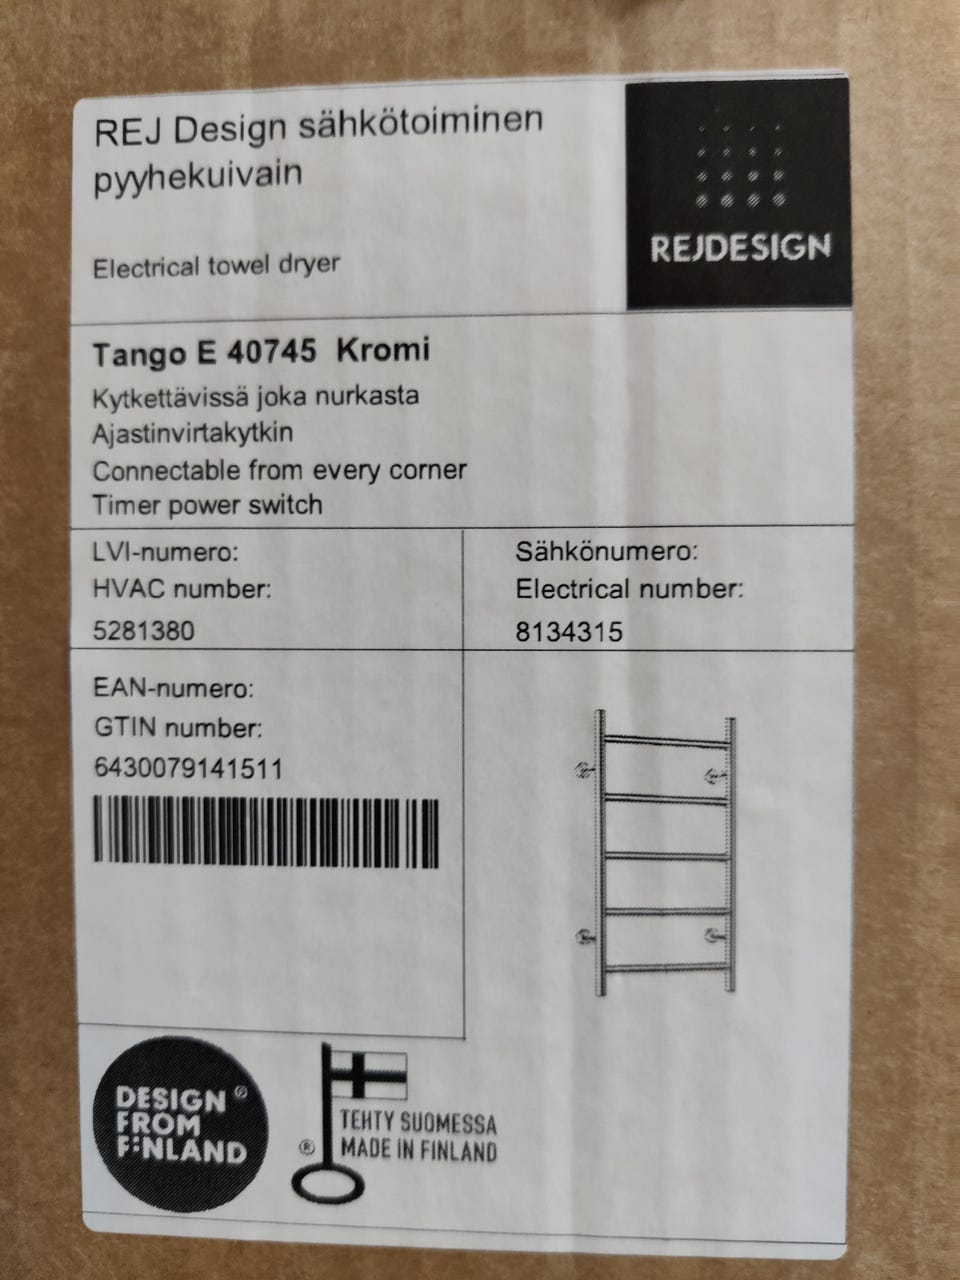 REJ Design sähkötoiminen
pyyhekuivain
Electrical towel dryer
REJDESIGN
Tango E 40745 Kromi
Kytkettävissä joka nurkasta
Ajastinvirtakytkin
Connectable from every corner
Timer power switch
LVI-numero:
HVAC number:
5281380
Sähkönumero:
Electrical number:
8134315
EAN-numero:
GTIN number:
6430079141511
DESIGN ®
FROM
FINLAND
TEHTY SUOMESSA
® MADE IN FINLAND